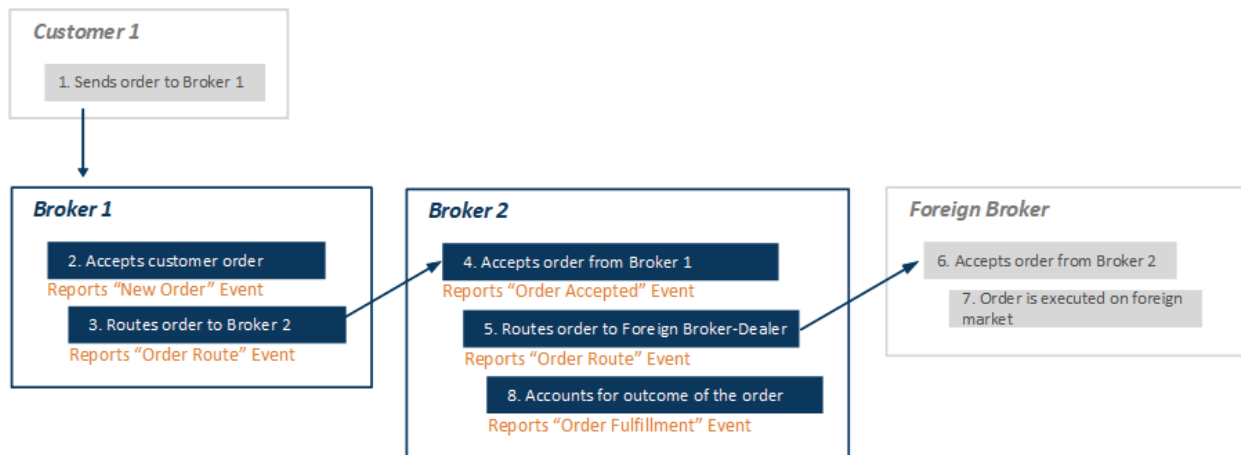 Customer 1
1. Sends order to Broker 1
Broker 1
2. Accepts customer order
Reports “New Order” Event
3. Routes order to Broker 2
Reports “Order Route” Event
Broker 2
4. Accepts order from Broker 1
Reports “Order Accepted” Event
5. Routes order to Foreign Broker-Dealer
Reports “Order Route” Event
8. Accounts for outcome of the order
Reports “Order Fulfillment” Event
Foreign Broker
6. Accepts order from Broker 2
7. Order is executed on foreign
market